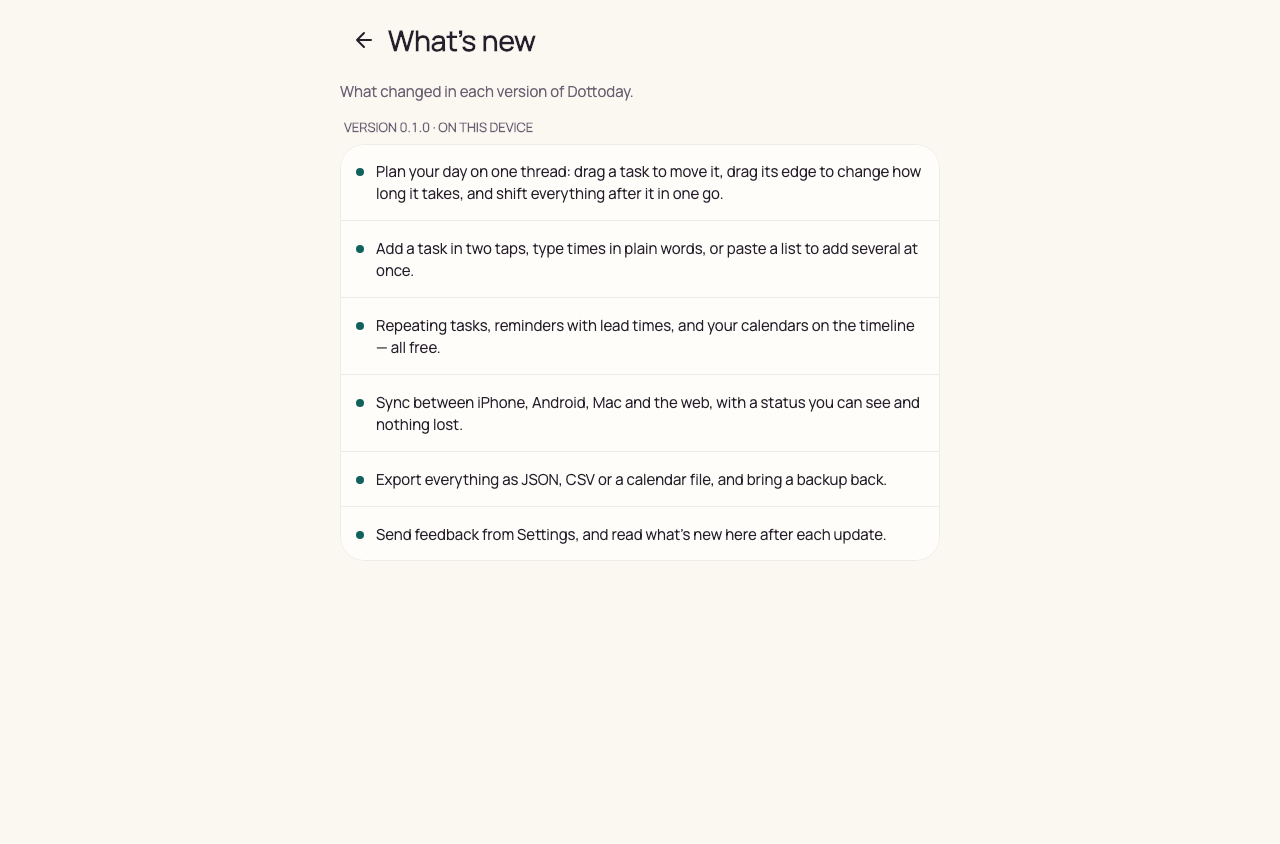 What's new
What changed in each version of Dottoday.
VERSION 0.1.0 · ON THIS DEVICE
Plan your day on one thread: drag a task to move it, drag its edge to change how
long it takes, and shift everything after it in one go.
Add a task in two taps, type times in plain words, or paste a list to add several at
once.
Repeating tasks, reminders with lead times, and your calendars on the timeline
— all free.
Sync between iPhone, Android, Mac and the web, with a status you can see and
nothing lost.
Export everything as JSON, CSV or a calendar file, and bring a backup back.
Send feedback from Settings, and read what's new here after each update.